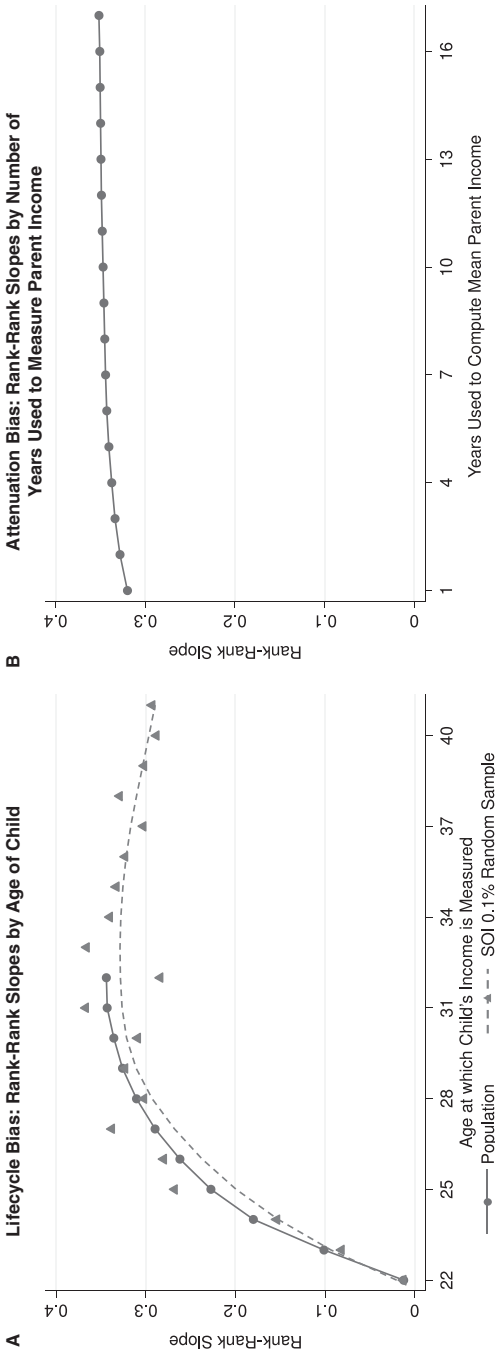 A
Lifecycle Bias: Rank-Rank Slopes by Age of Child
Rank-Rank Slope
0.4
0.3
0.2
0.1
0
22
25
28
31
34
37
40
Age at which Child's Income is Measured
Population
SOI 0.1% Random Sample
B
Attenuation Bias: Rank-Rank Slopes by Number of
Years Used to Measure Parent Income
Rank-Rank Slope
0.4
0.3
0.2
0.1
0
1
4
7
10
13
16
Years Used to Compute Mean Parent Income